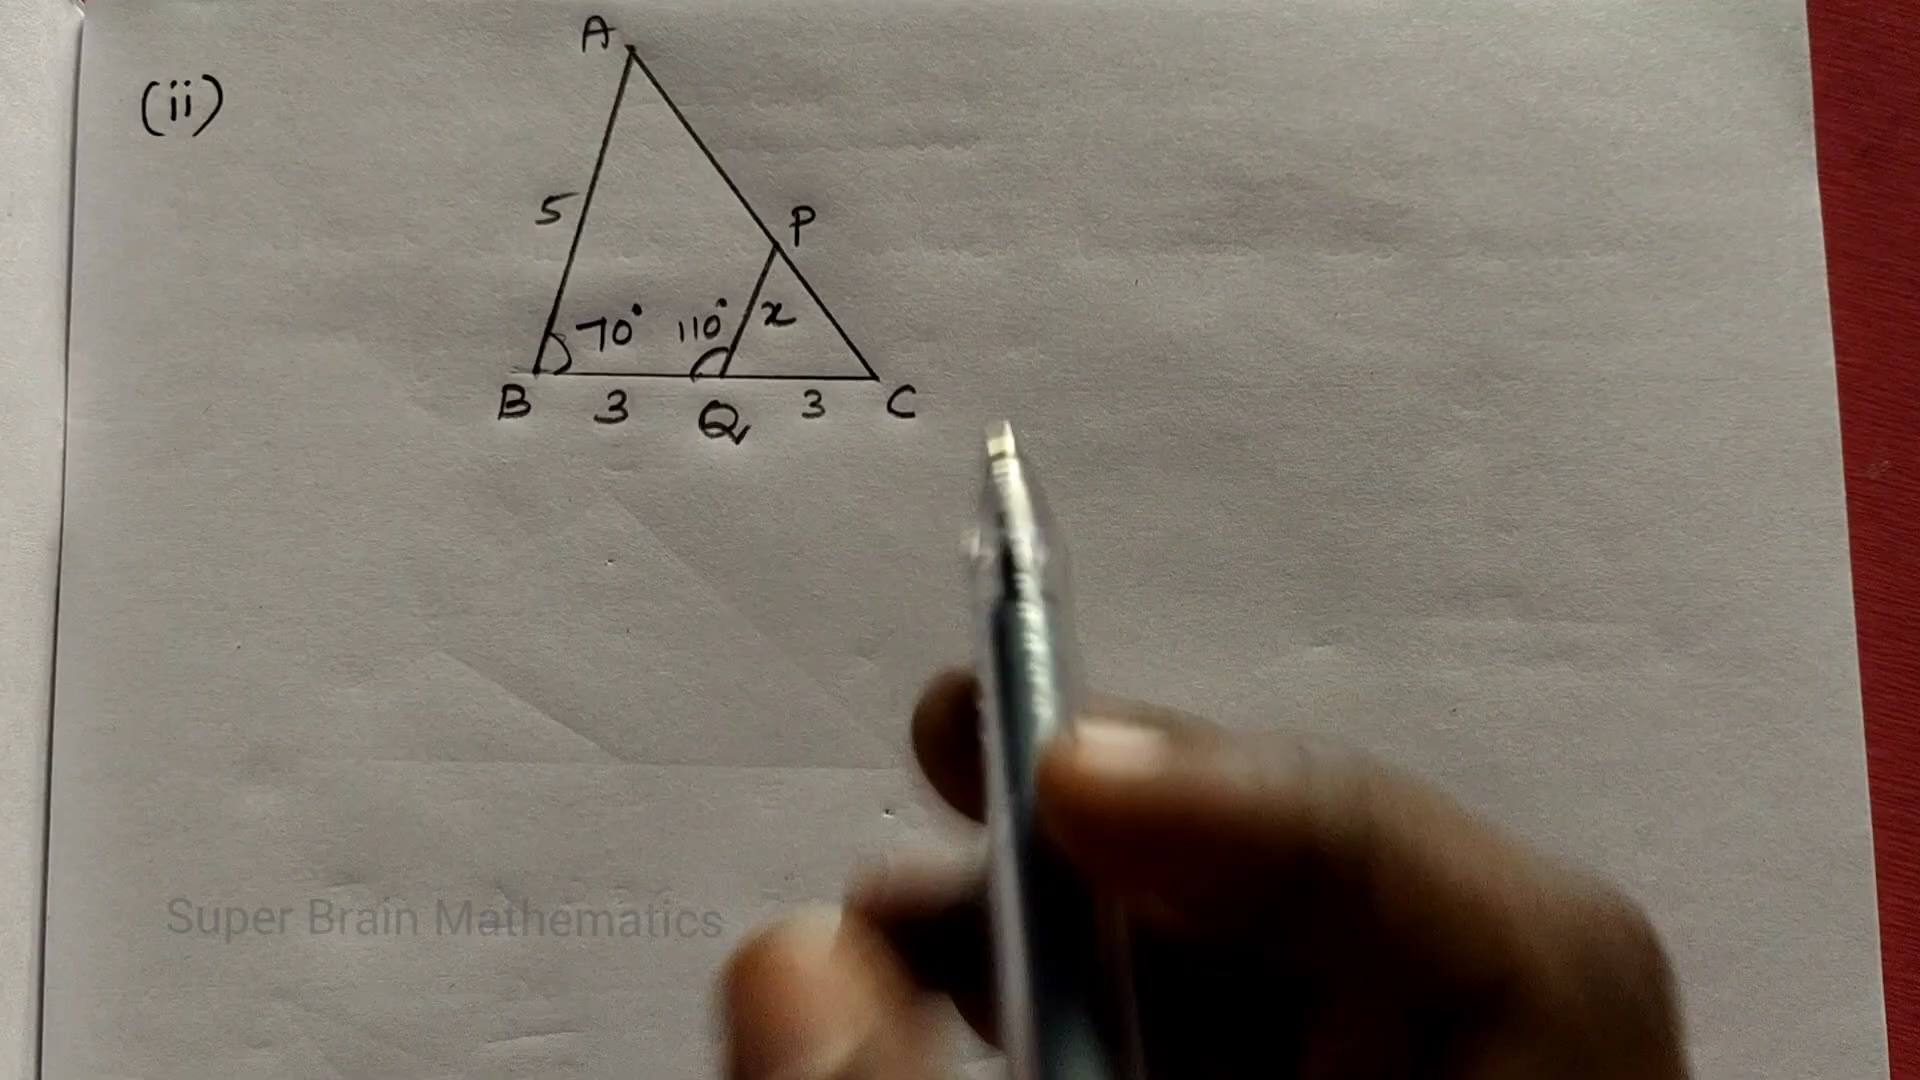 A
(ii)
5
P
70° 110° x
B 3 Q 3 C
Super Brain Mathematics